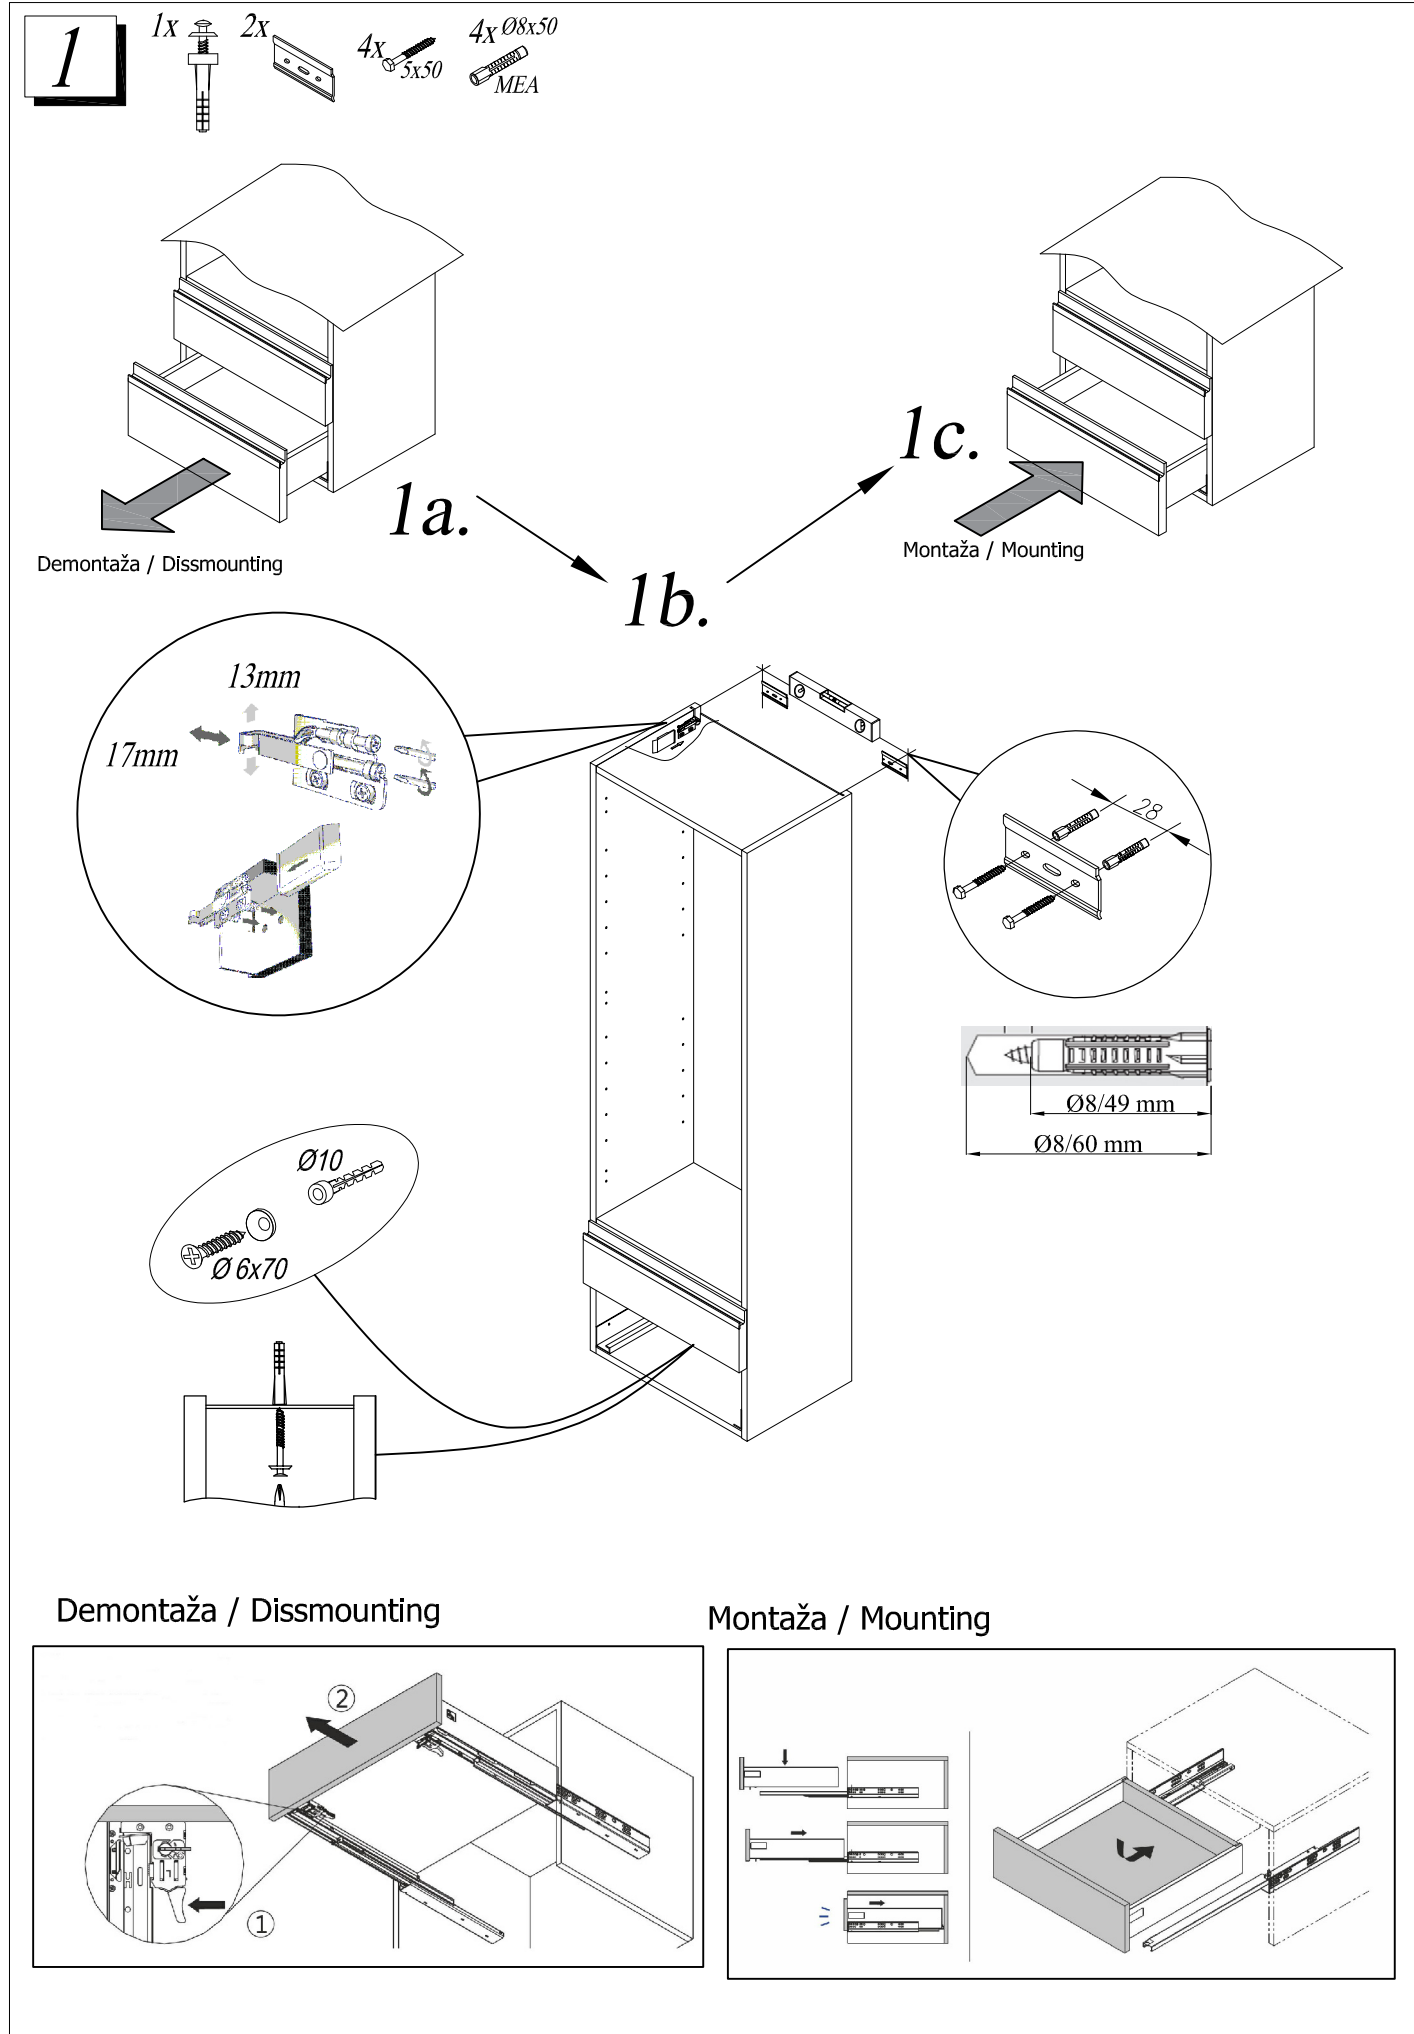 1
1x
2x
4x
5x50
4x Ø8x50
MEA
1a.
Demontaža / Dissmounting
1c.
Montaža / Mounting
1b.
13mm
17mm
28
Ø8/49 mm
Ø8/60 mm
Ø10
Ø 6x70
Demontaža / Dissmounting
Montaža / Mounting
2
1